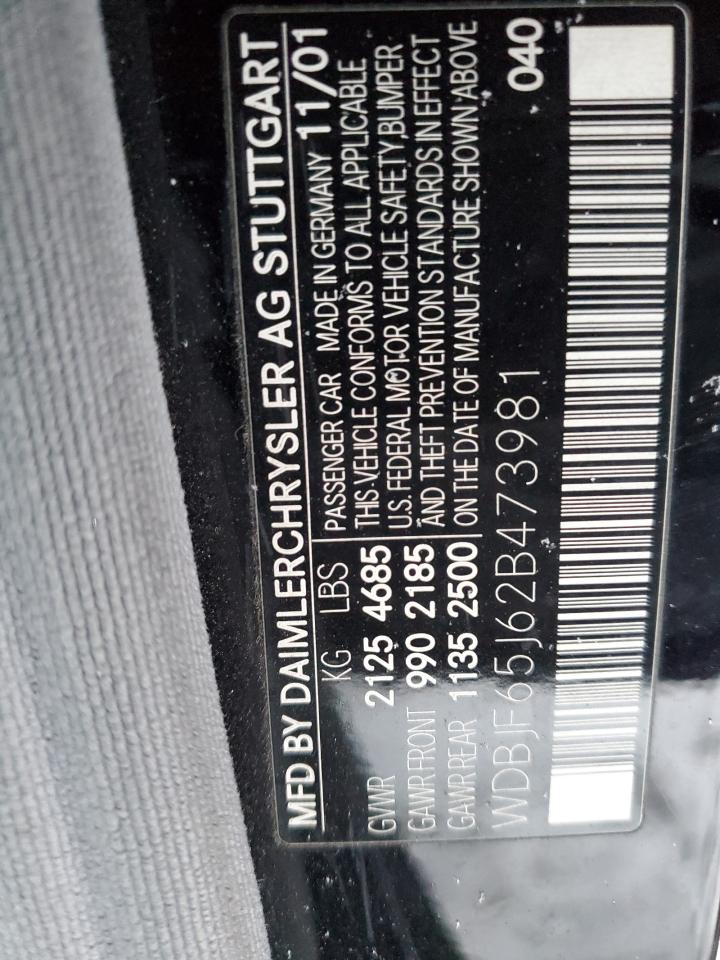 MFD BY DAIMLERCHRYSLER AG STUTTGART
KG LBS PASSENGER CAR MADE IN GERMANY 11/01
GVWR 2125 4685 THIS VEHICLE CONFORMS TO ALL APPLICABLE
GAWR FRONT 990 2185 U.S. FEDERAL MOTOR VEHICLE SAFETY, BUMPER
GAWR REAR 1135 2500 AND THEFT PREVENTION STANDARDS IN EFFECT
ON THE DATE OF MANUFACTURE SHOWN ABOVE
WDBJF65J62B473981 040